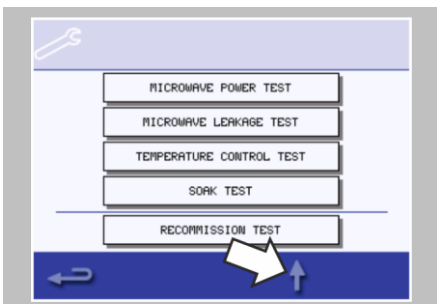 MICROWAVE POWER TEST
MICROWAVE LEAKAGE TEST
TEMPERATURE CONTROL TEST
SOAK TEST
RECOMMISSION TEST